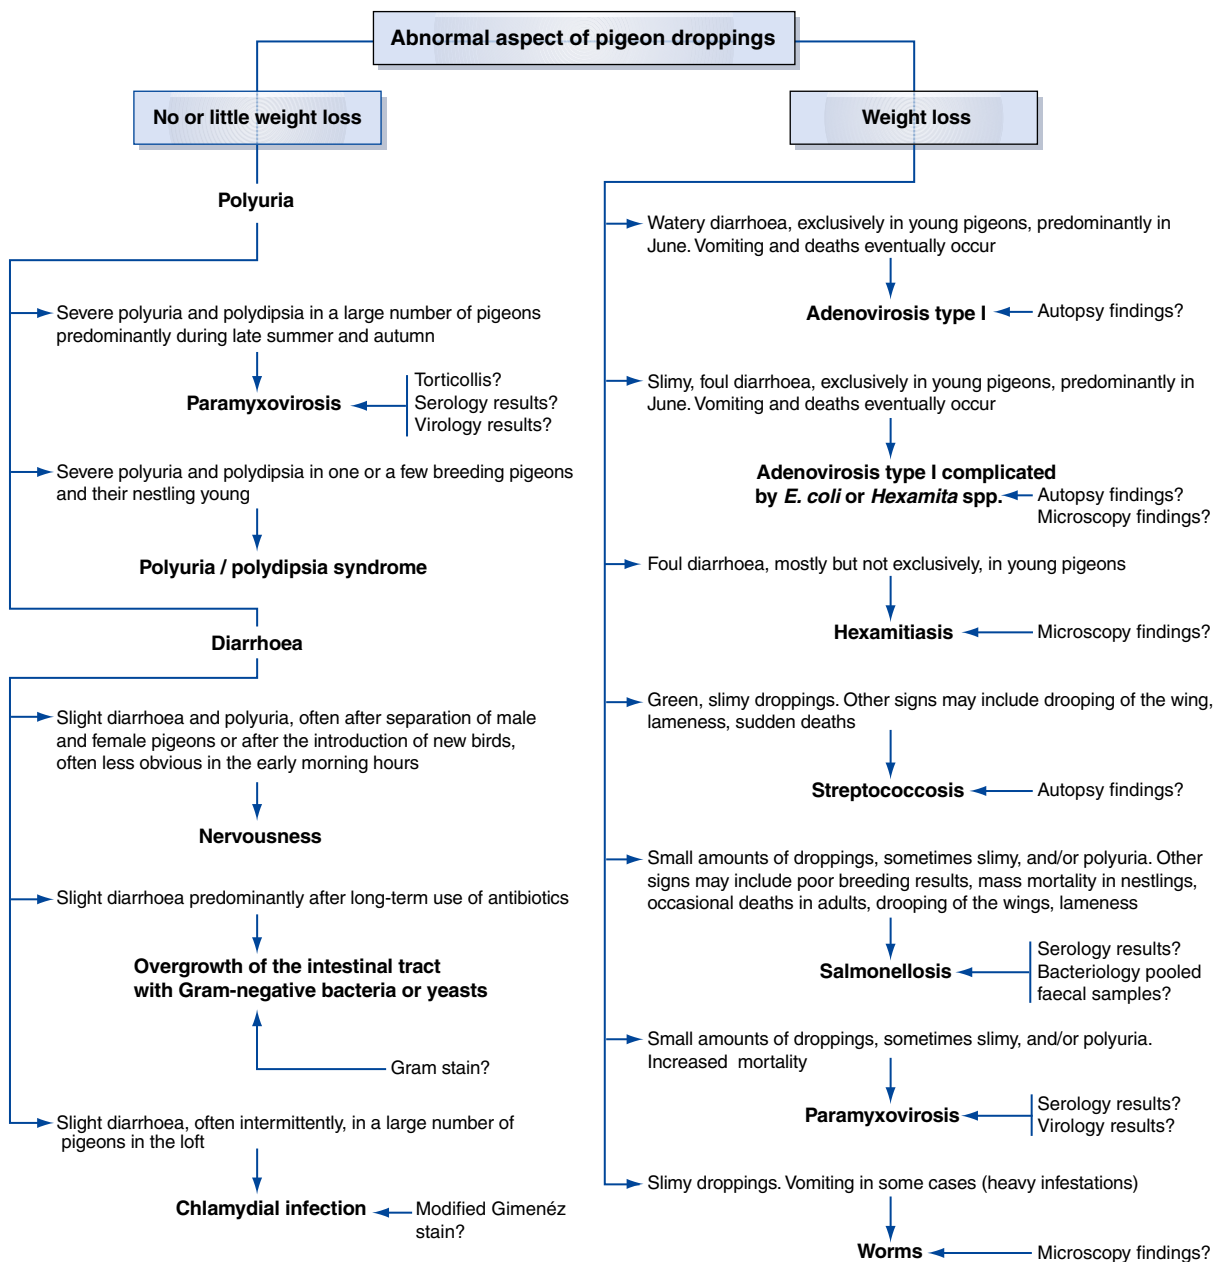 Abnormal aspect of pigeon droppings
No or little weight loss
Polyuria
Severe polyuria and polydipsia in a large number of pigeons
predominantly during late summer and autumn
Paramyxovirosis
Torticollis?
Serology results?
Virology results?
Severe polyuria and polydipsia in one or a few breeding pigeons
and their nestling young
Polyuria / polydipsia syndrome
Diarrhoea
Slight diarrhoea and polyuria, often after separation of male
and female pigeons or after the introduction of new birds,
often less obvious in the early morning hours
Nervousness
Slight diarrhoea predominantly after long-term use of antibiotics
Overgrowth of the intestinal tract
with Gram-negative bacteria or yeasts
Gram stain?
Slight diarrhoea, often intermittently, in a large number of
pigeons in the loft
Chlamydial infection
Modified Gimenéz
stain?
Weight loss
Watery diarrhoea, exclusively in young pigeons, predominantly in
June. Vomiting and deaths eventually occur
Adenovirosis type I
Autopsy findings?
Slimy, foul diarrhoea, exclusively in young pigeons, predominantly in
June. Vomiting and deaths eventually occur
Adenovirosis type I complicated
by E. coli or Hexamita spp.
Autopsy findings?
Microscopy findings?
Foul diarrhoea, mostly but not exclusively, in young pigeons
Hexamitiasis
Microscopy findings?
Green, slimy droppings. Other signs may include drooping of the wing,
lameness, sudden deaths
Streptococcosis
Autopsy findings?
Small amounts of droppings, sometimes slimy, and/or polyuria. Other
signs may include poor breeding results, mass mortality in nestlings,
occasional deaths in adults, drooping of the wings, lameness
Salmonellosis
Serology results?
Bacteriology pooled
faecal samples?
Small amounts of droppings, sometimes slimy, and/or polyuria.
Increased mortality
Paramyxovirosis
Serology results?
Virology results?
Slimy droppings. Vomiting in some cases (heavy infestations)
Worms
Microscopy findings?